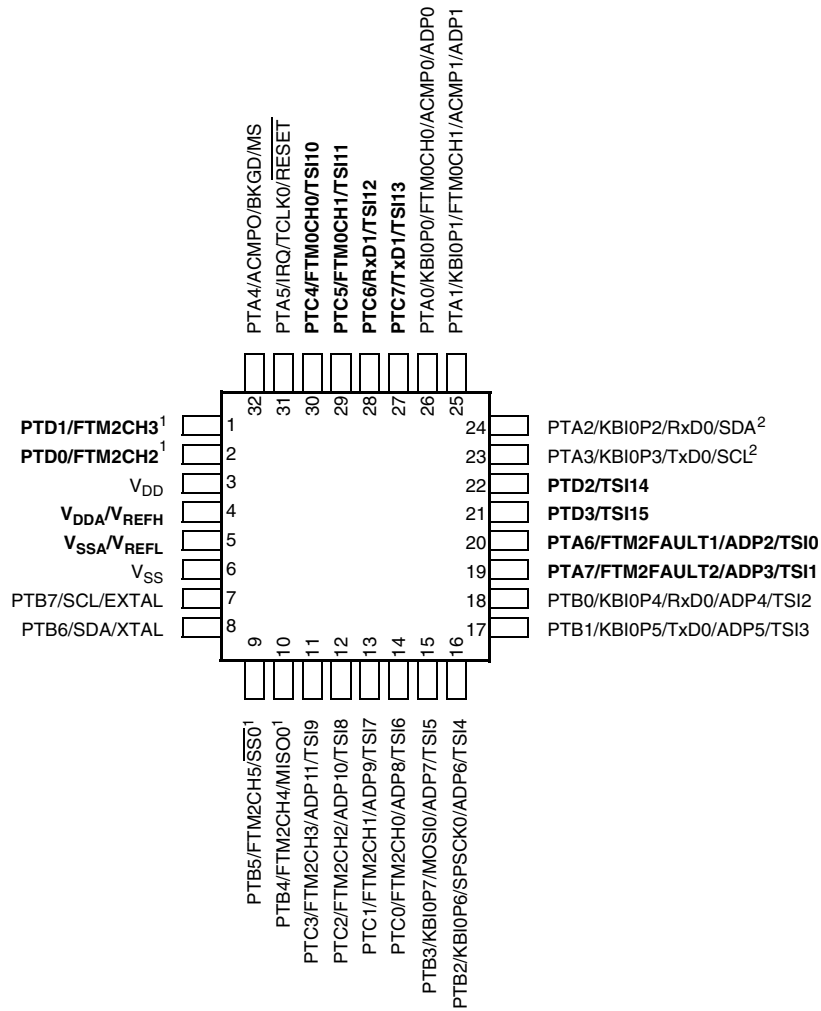 PTA4/ACMPO/BKGD/MS
PTA5/IRQ/TCLK0/RESET
PTC4/FTM0CH0/TSI10
PTC5/FTM0CH1/TSI11
PTC6/RxD1/TSI12
PTC7/TxD1/TSI13
PTA0/KBI0P0/FTM0CH0/ACMP0/ADP0
PTA1/KBI0P1/FTM0CH1/ACMP1/ADP1
32
31
30
29
28
27
26
25
PTD1/FTM2CH3¹ 1
PTD0/FTM2CH2¹ 2
VDD 3
VDDA/VREFH 4
VSSA/VREFL 5
VSS 6
PTB7/SCL/EXTAL 7
PTB6/SDA/XTAL 8
24 PTA2/KBI0P2/RxD0/SDA²
23 PTA3/KBI0P3/TxD0/SCL²
22 PTD2/TSI14
21 PTD3/TSI15
20 PTA6/FTM2FAULT1/ADP2/TSI0
19 PTA7/FTM2FAULT2/ADP3/TSI1
18 PTB0/KBI0P4/RxD0/ADP4/TSI2
17 PTB1/KBI0P5/TxD0/ADP5/TSI3
9
10
11
12
13
14
15
16
PTB5/FTM2CH5/SS0¹
PTB4/FTM2CH4/MISO0¹
PTC3/FTM2CH3/ADP11/TSI9
PTC2/FTM2CH2/ADP10/TSI8
PTC1/FTM2CH1/ADP9/TSI7
PTC0/FTM2CH0/ADP8/TSI6
PTB3/KBI0P7/MOSI0/ADP7/TSI5
PTB2/KBI0P6/SPSCK0/ADP6/TSI4